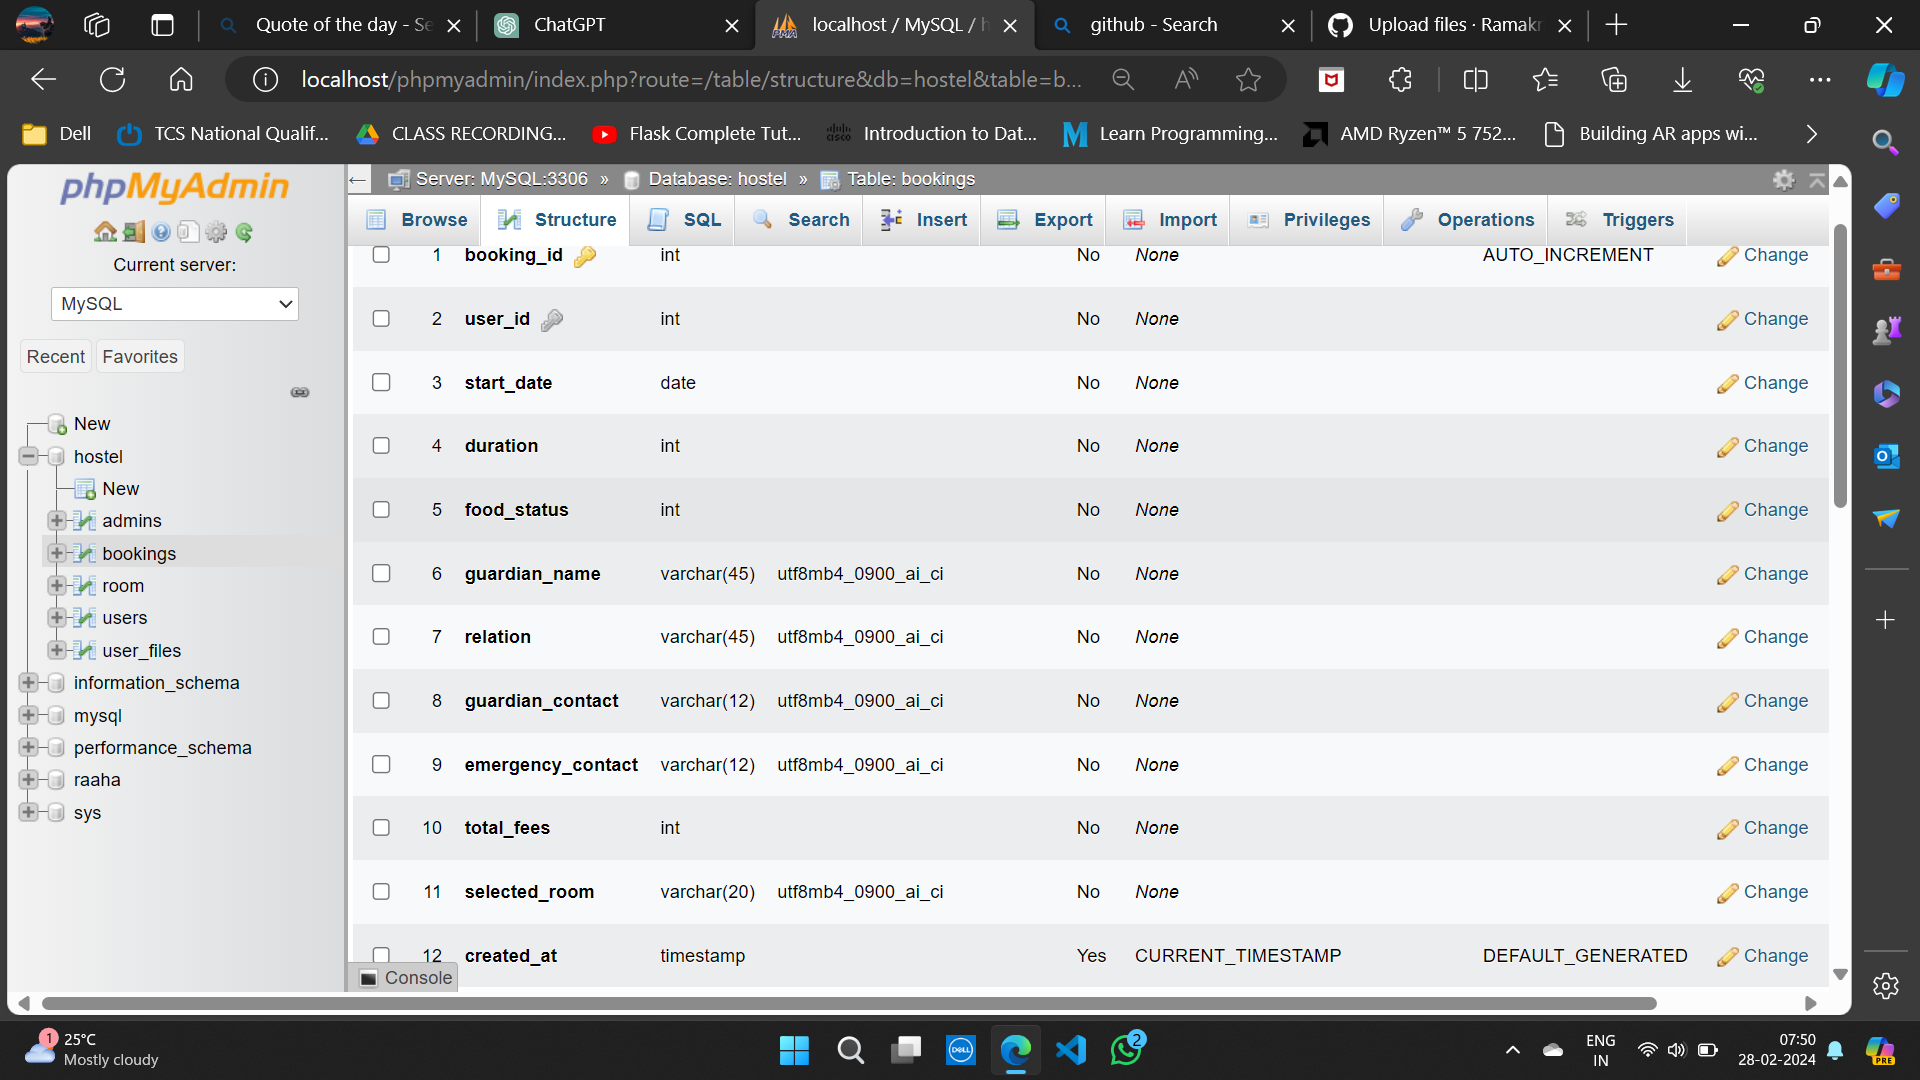 Quote of the day - Se
ChatGPT
localhost / MySQL / h
github - Search
Upload files · Ramakr
localhost/phpmyadmin/index.php?route=/table/structure&db=hostel&table=b...
Dell
TCS National Qualif...
CLASS RECORDING...
Flask Complete Tut...
Introduction to Dat...
Learn Programming...
AMD Ryzen™ 5 752...
Building AR apps wi...
phpMyAdmin
Current server:
MySQL
Recent
Favorites
New
hostel
New
admins
bookings
room
users
user_files
information_schema
mysql
performance_schema
raaha
sys
Server: MySQL:3306 » Database: hostel » Table: bookings
Browse Structure SQL Search Insert Export Import Privileges Operations Triggers
1 booking_id int No None AUTO_INCREMENT Change
2 user_id int No None Change
3 start_date date No None Change
4 duration int No None Change
5 food_status int No None Change
6 guardian_name varchar(45) utf8mb4_0900_ai_ci No None Change
7 relation varchar(45) utf8mb4_0900_ai_ci No None Change
8 guardian_contact varchar(12) utf8mb4_0900_ai_ci No None Change
9 emergency_contact varchar(12) utf8mb4_0900_ai_ci No None Change
10 total_fees int No None Change
11 selected_room varchar(20) utf8mb4_0900_ai_ci No None Change
12 created_at timestamp Yes CURRENT_TIMESTAMP DEFAULT_GENERATED Change
Console
1
25°C
Mostly cloudy
DELL
2
ENG
IN
07:50
28-02-2024
PRE